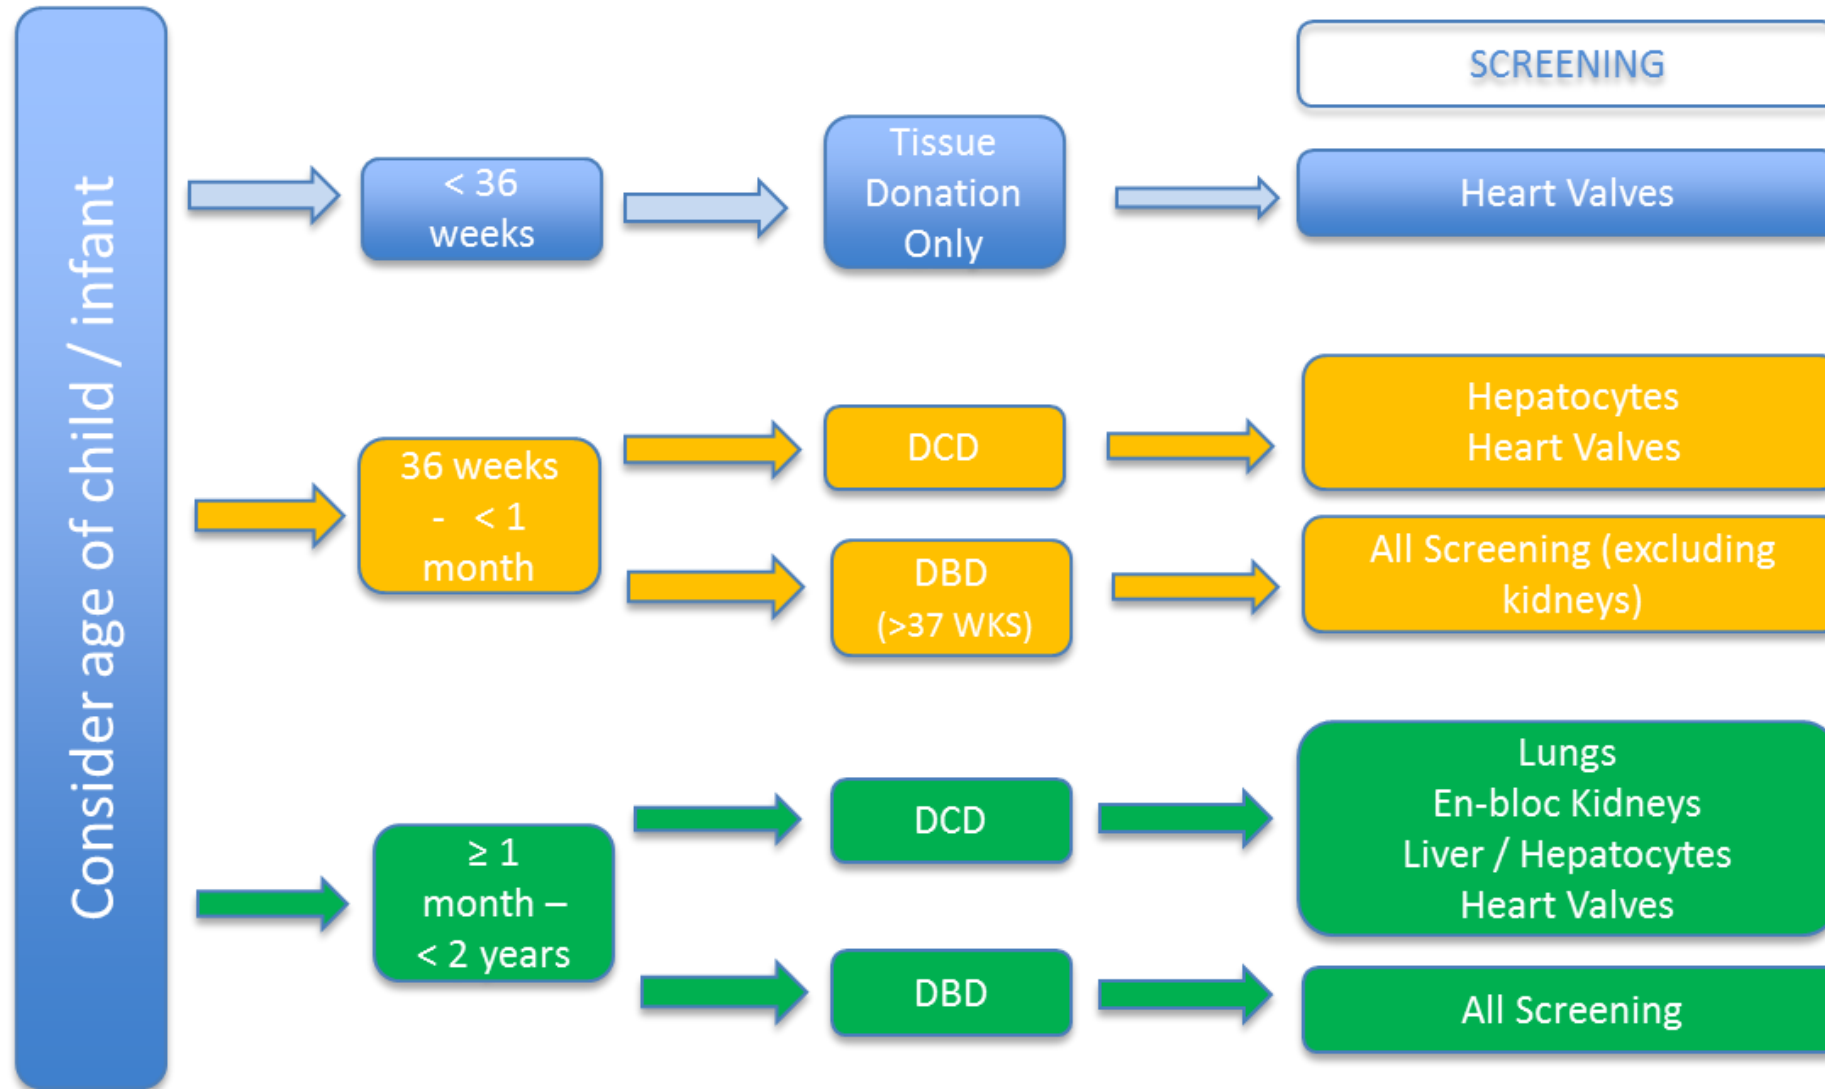 Consider age of child / infant
SCREENING
< 36
weeks
Tissue
Donation
Only
Heart Valves
36 weeks
- < 1
month
DCD
Hepatocytes
Heart Valves
DBD
(>37 WKS)
All Screening (excluding
kidneys)
≥ 1
month –
< 2 years
DCD
Lungs
En-bloc Kidneys
Liver / Hepatocytes
Heart Valves
DBD
All Screening